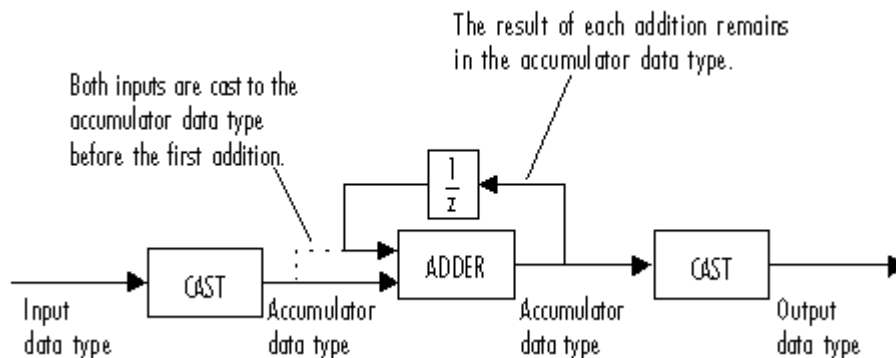 The result of each addition remains
in the accumulator data type.
Both inputs are cast to the
accumulator data type
before the first addition.
1
z
CAST
ADDER
CAST
Input
data type
Accumulator
data type
Accumulator
data type
Output
data type